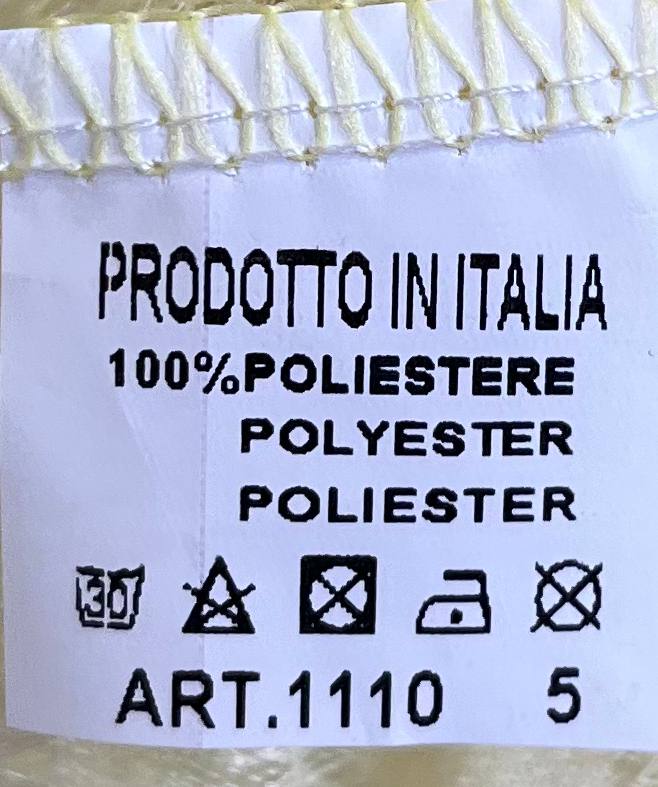 PRODOTTO IN ITALIA
100%POLIESTERE
POLYESTER
POLIESTER
30
ART.1110 5